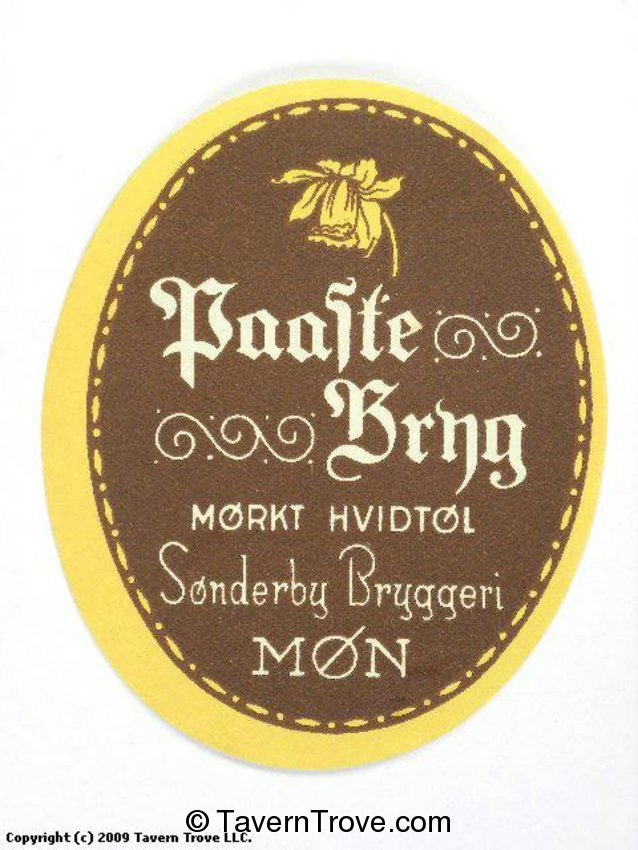 Paaske
Bryg
MØRKT HVIDTØL
Sønderby Bryggeri
MØN
© TavernTrove.com
Copyright (c) 2009 Tavern Trove LLC.